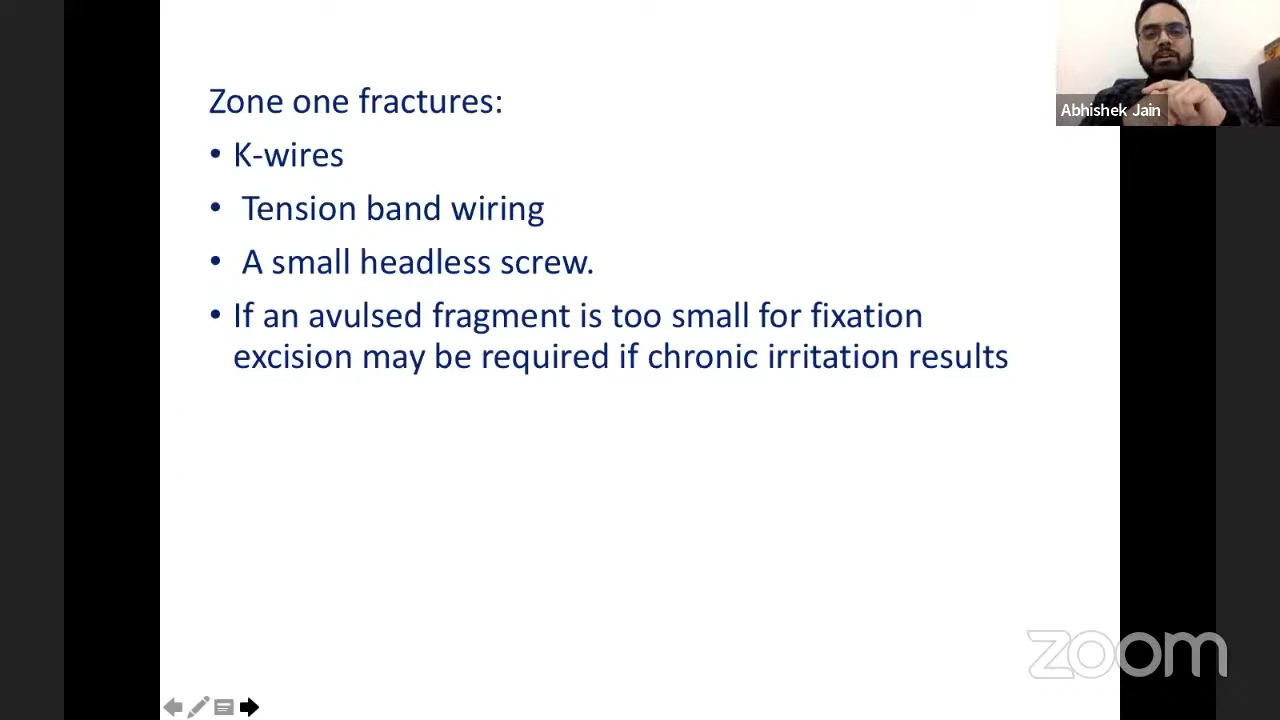 Zone one fractures:
• K-wires
• Tension band wiring
• A small headless screw.
• If an avulsed fragment is too small for fixation
excision may be required if chronic irritation results
Abhishek Jain
zoom